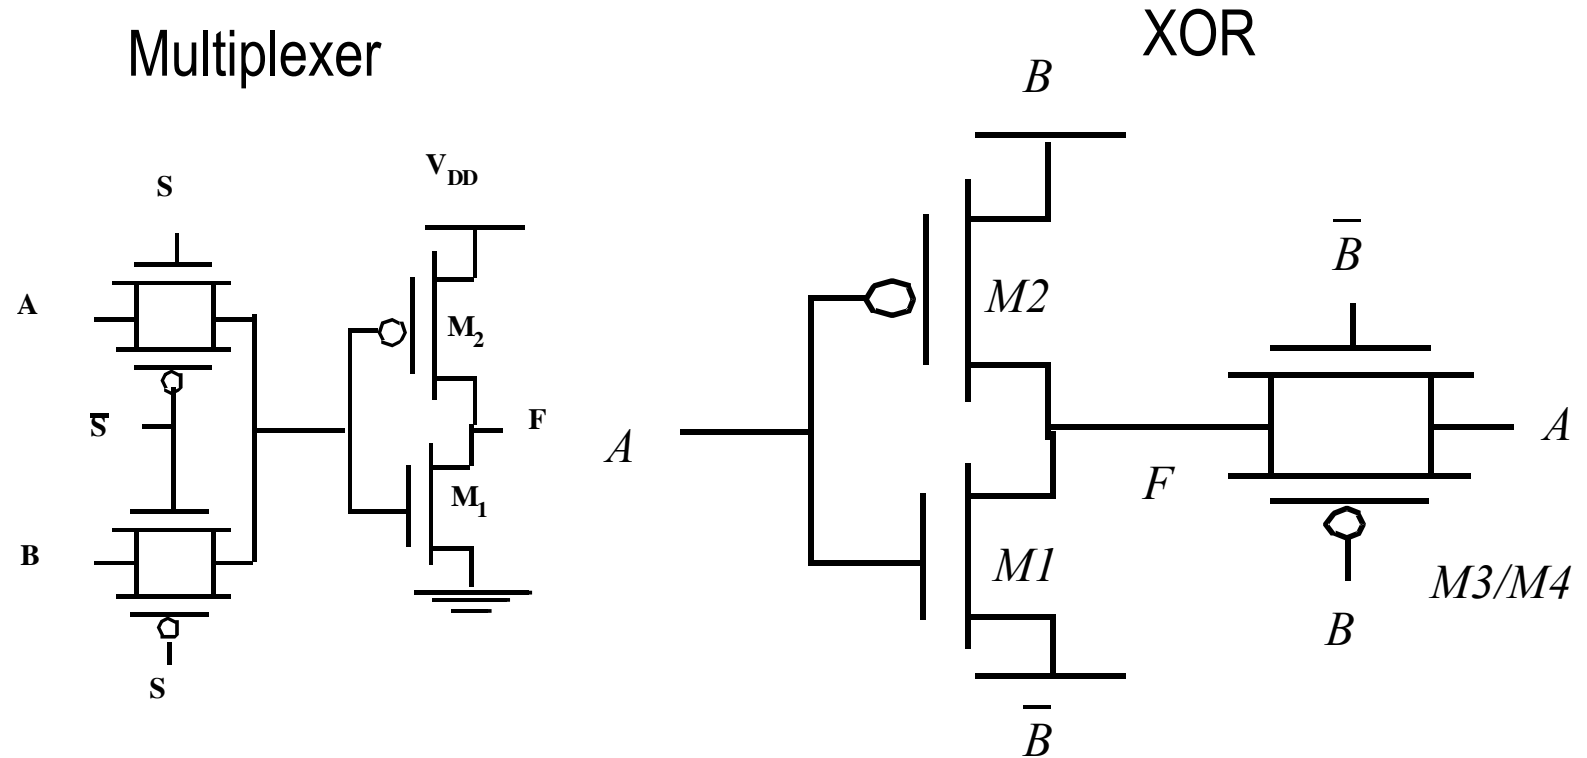 Multiplexer
S
V_DD
A
M_2
S̅
F
M_1
B
S
XOR
B
B̅
M2
A
A
F
M1
M3/M4
B
B̅